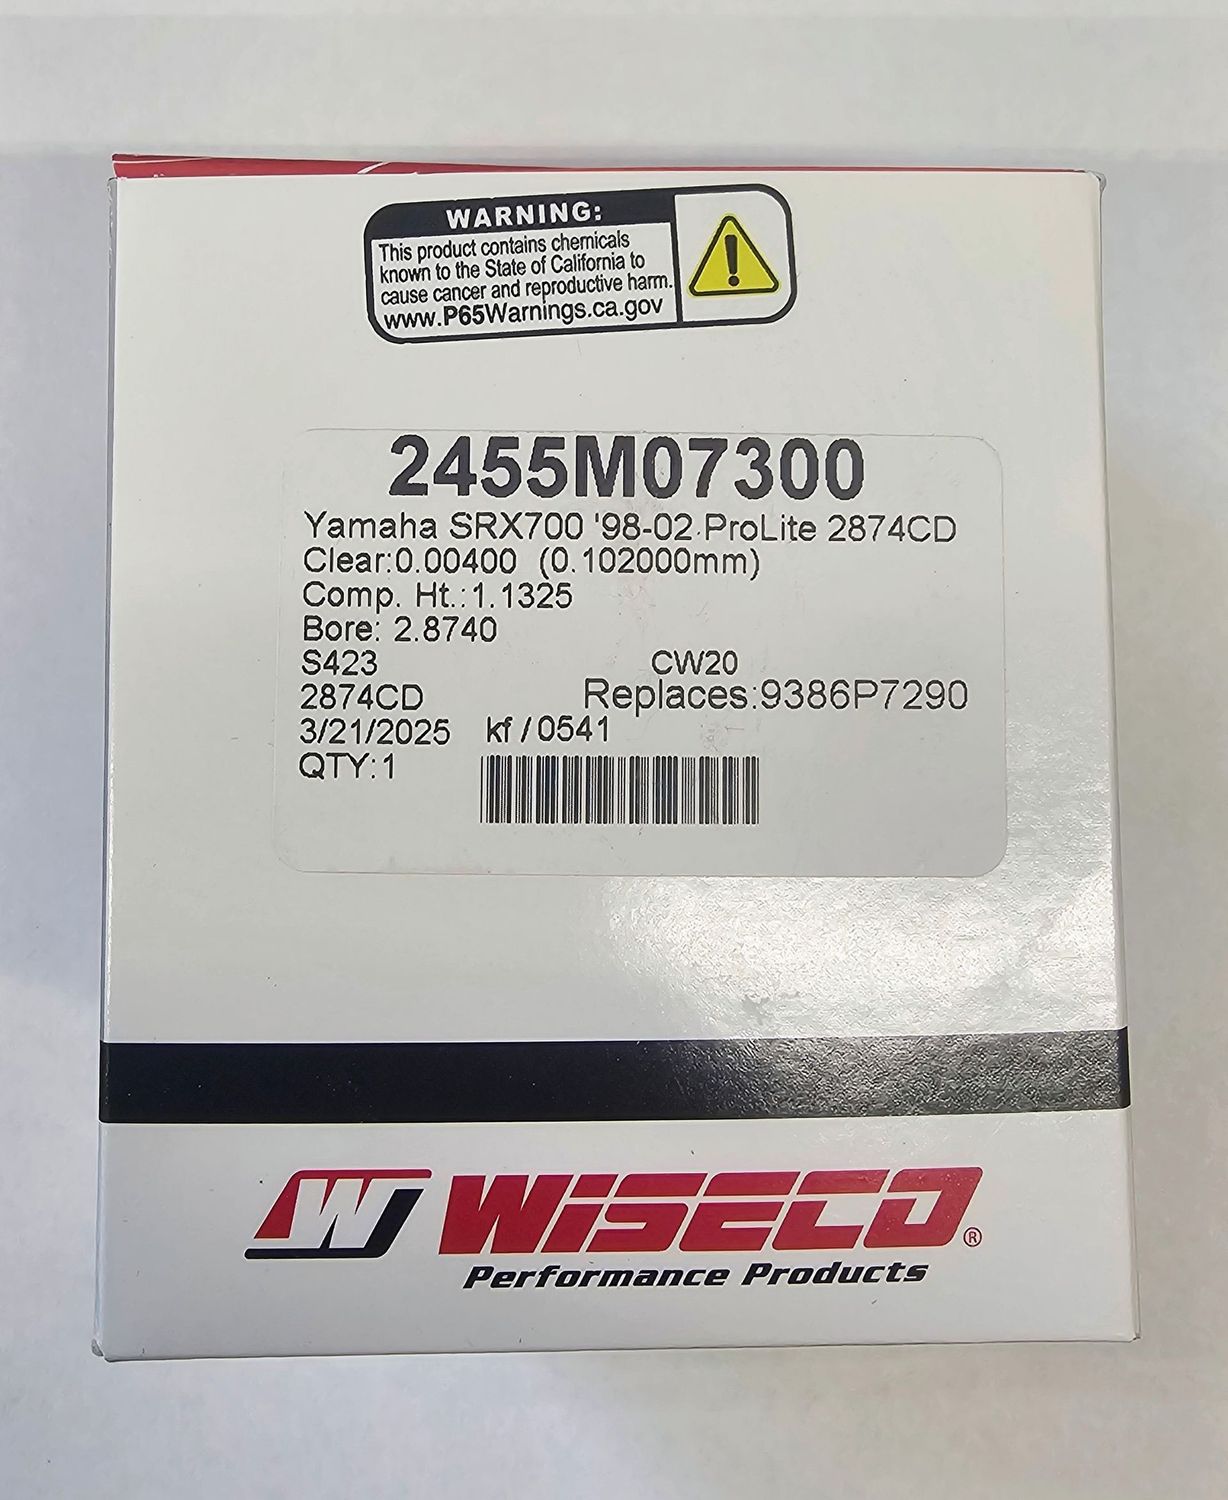 WARNING:
This product contains chemicals
known to the State of California to
cause cancer and reproductive harm.
www.P65Warnings.ca.gov
2455M07300
Yamaha SRX700 '98-02 ProLite 2874CD
Clear:0.00400 (0.102000mm)
Comp. Ht.:1.1325
Bore: 2.8740
S423 CW20
2874CD Replaces:9386P7290
3/21/2025 kf / 0541
QTY:1
W WISECO®
Performance Products